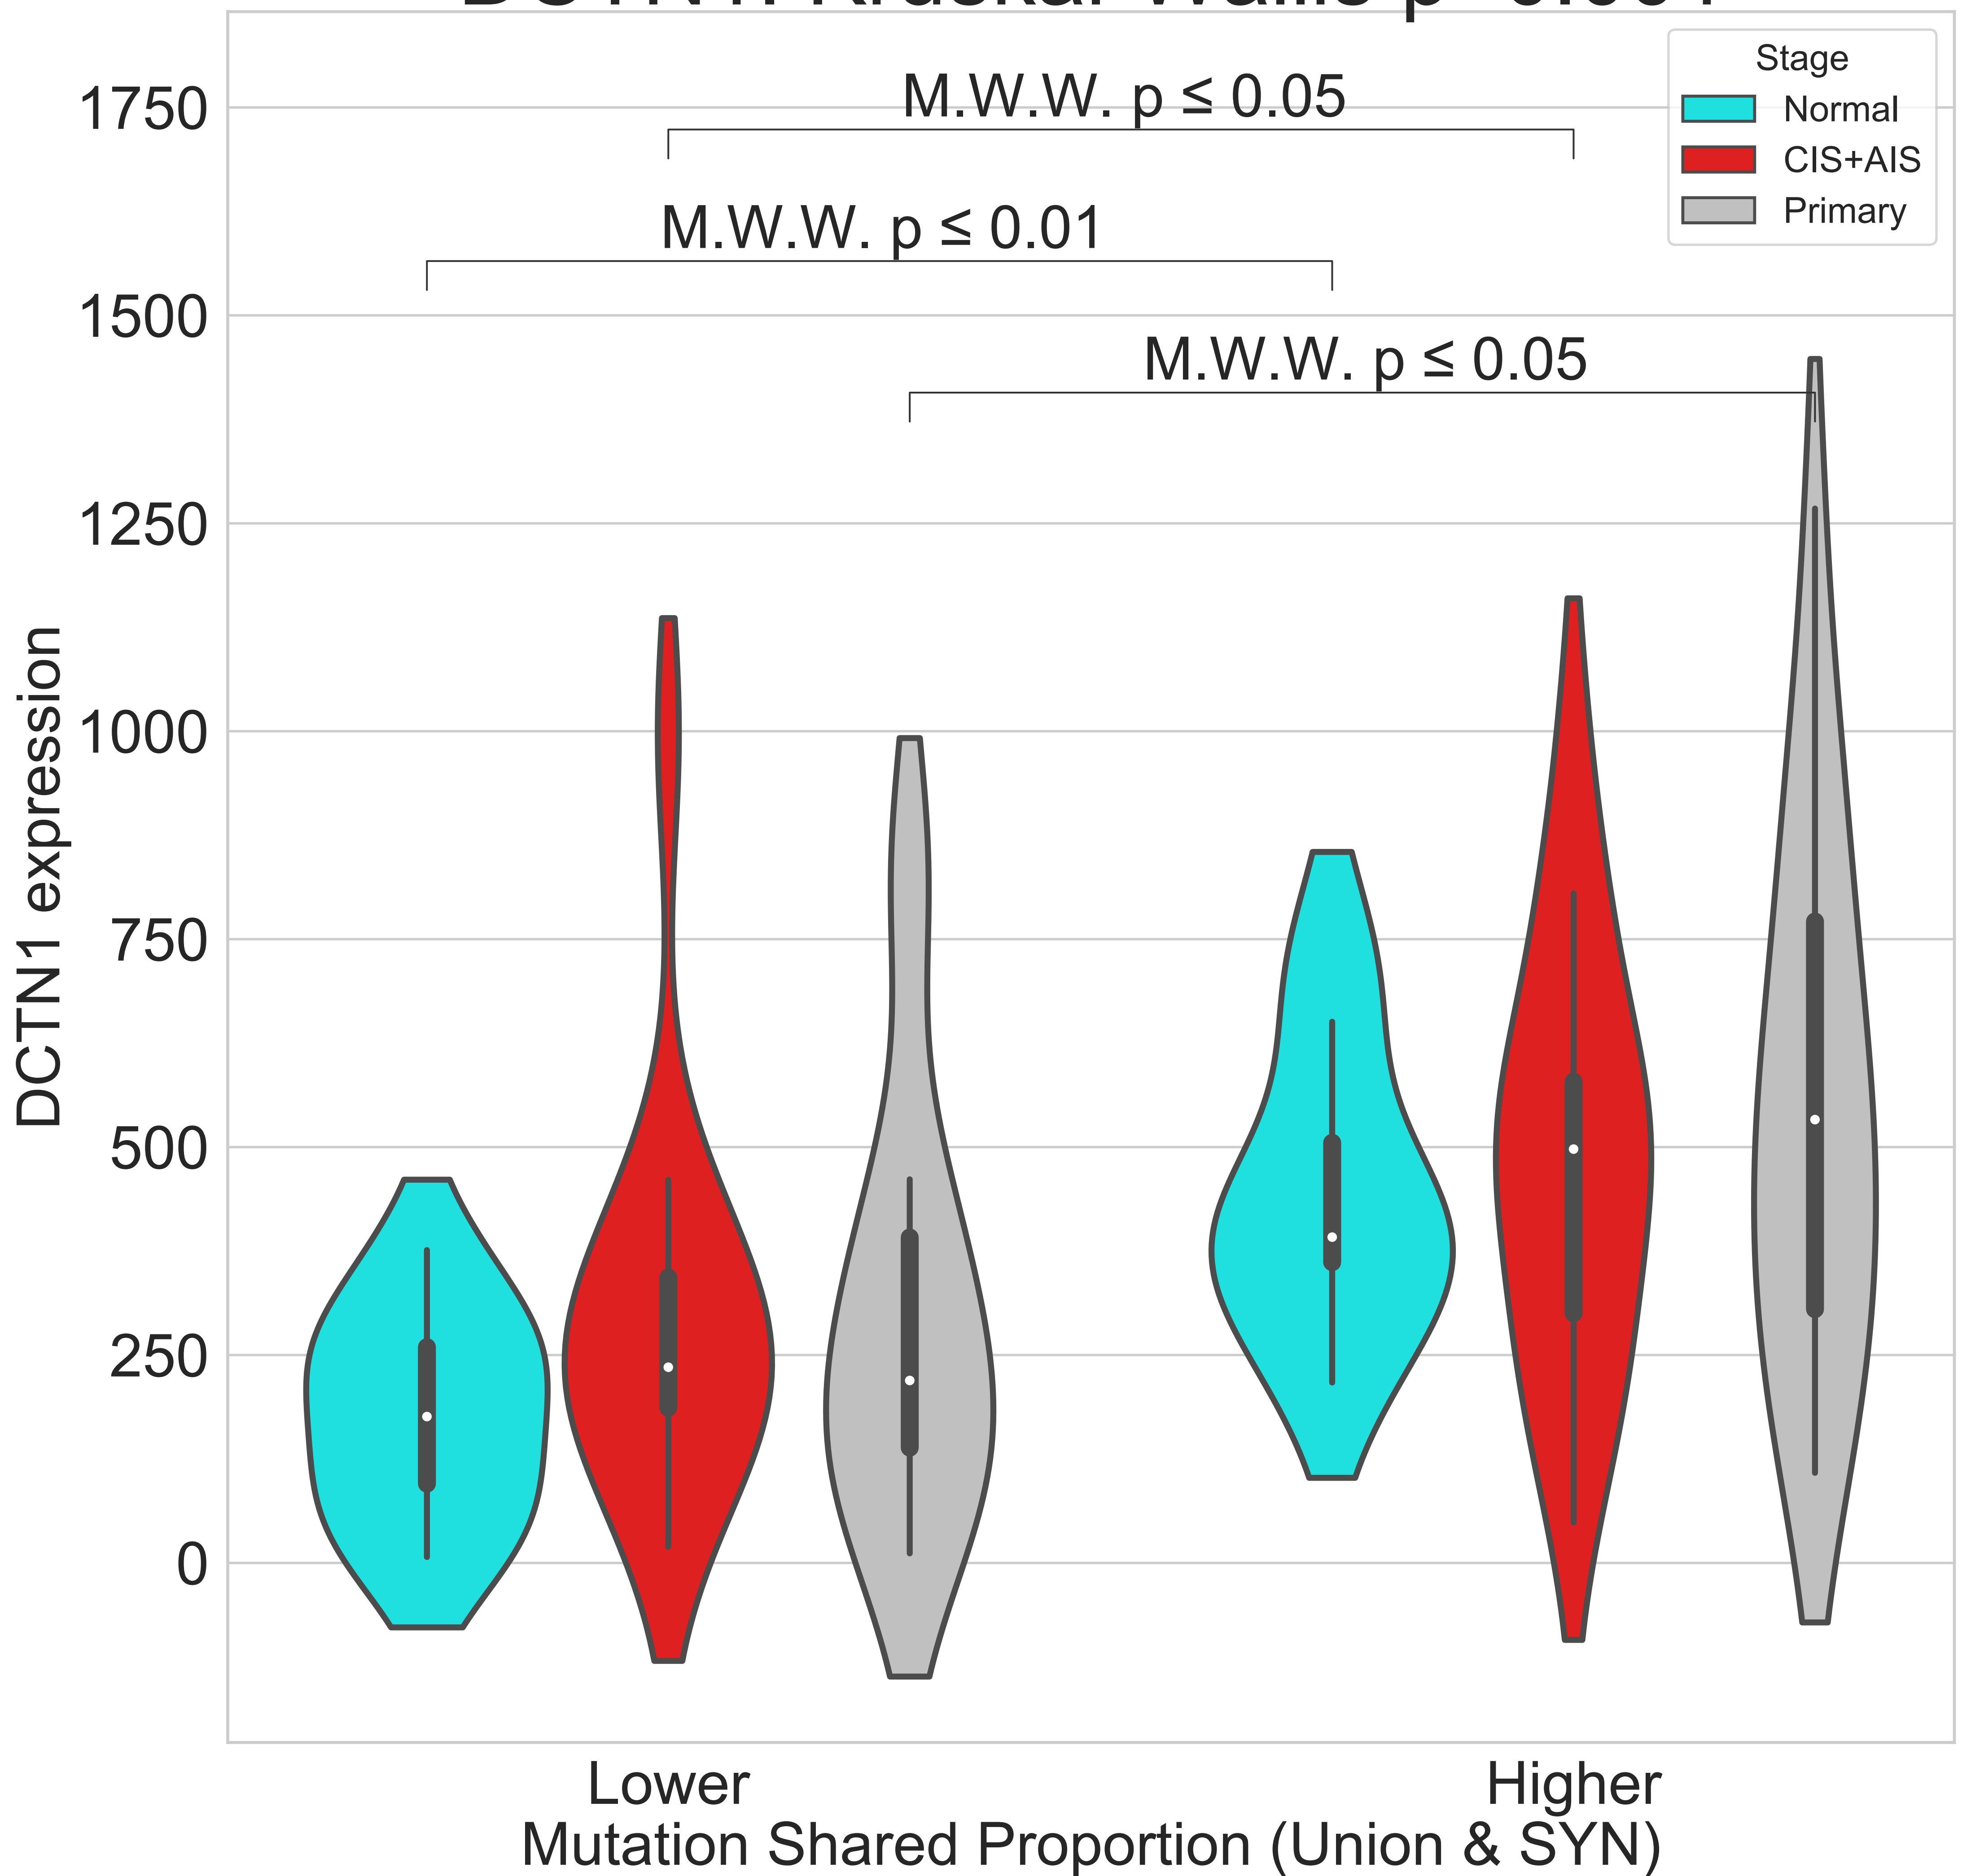 M.W.W. p ≤ 0.05
M.W.W. p ≤ 0.01
M.W.W. p ≤ 0.05
Stage
Normal
CIS+AIS
Primary
1750
1500
1250
1000
750
500
250
0
DCTN1 expression
Lower
Higher
Mutation Shared Proportion (Union & SYN)